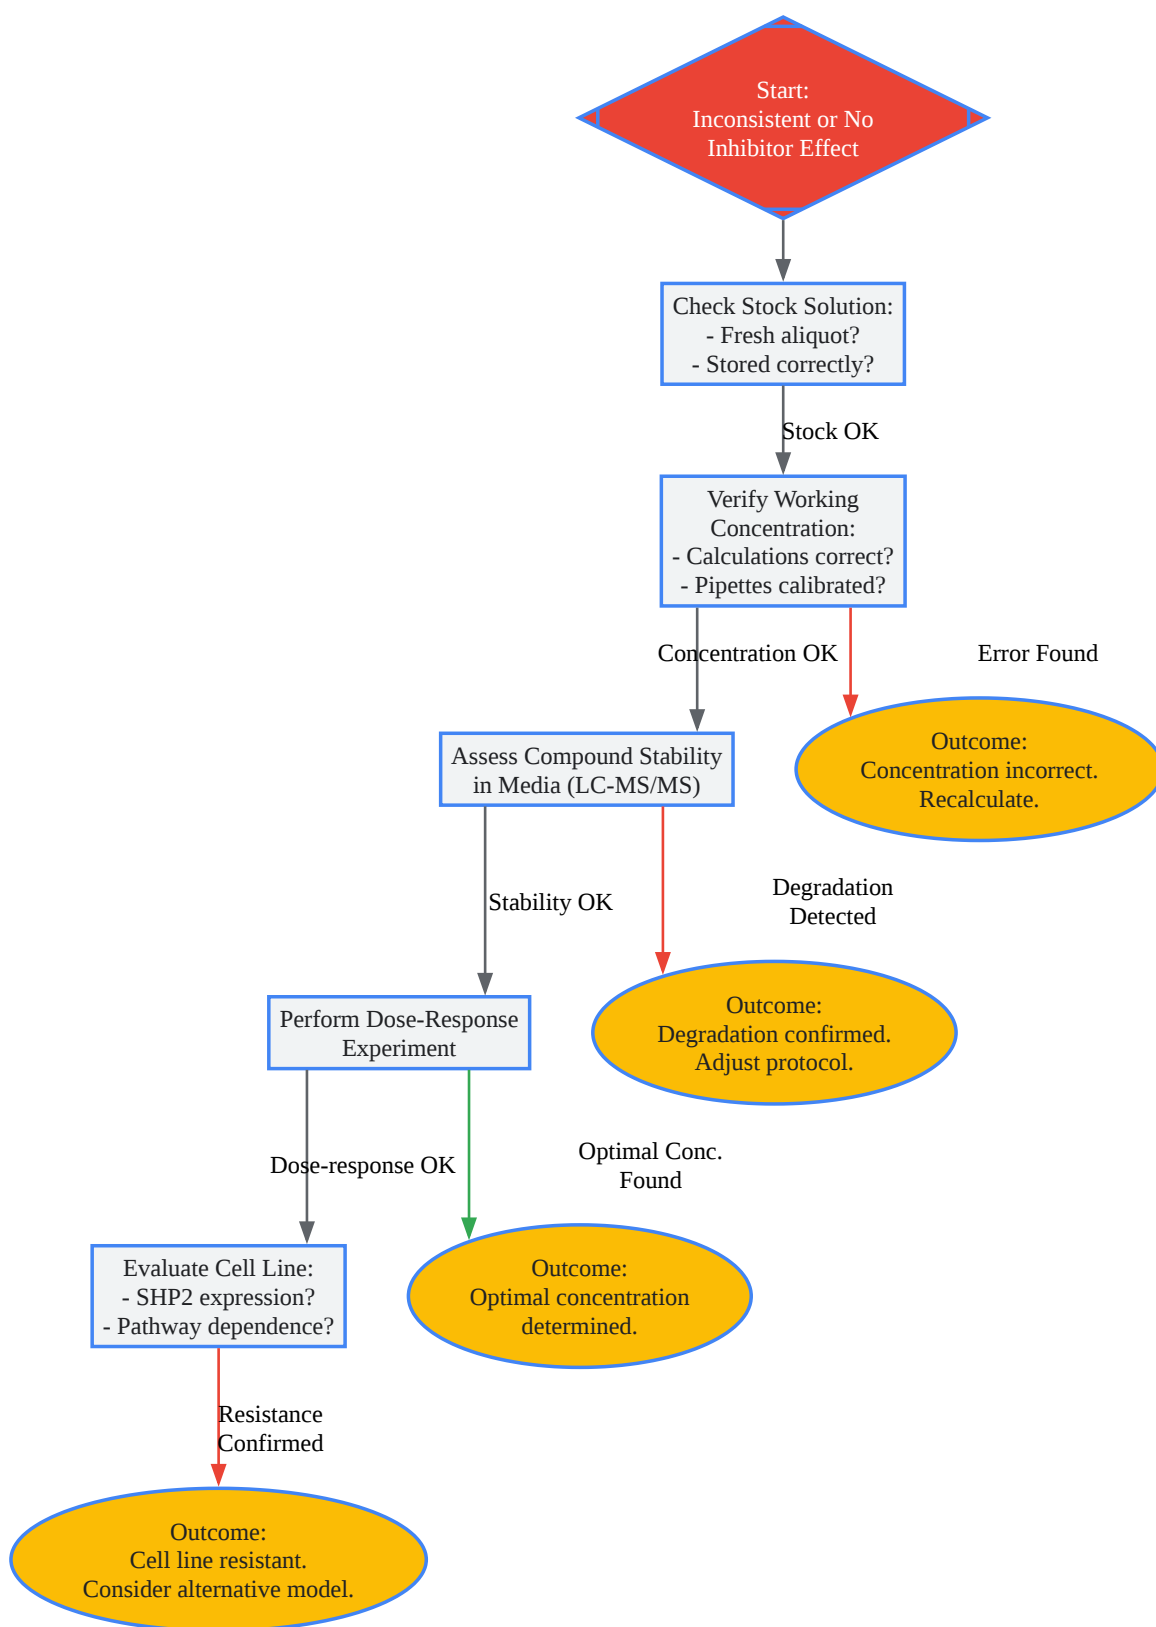 Start:
Inconsistent or No
Inhibitor Effect
Check Stock Solution:
- Fresh aliquot?
- Stored correctly?
Stock OK
Verify Working
Concentration:
- Calculations correct?
- Pipettes calibrated?
Concentration OK
Error Found
Assess Compound Stability
in Media (LC-MS/MS)
Outcome:
Concentration incorrect.
Recalculate.
Stability OK
Degradation
Detected
Perform Dose-Response
Experiment
Outcome:
Degradation confirmed.
Adjust protocol.
Dose-response OK
Optimal Conc.
Found
Evaluate Cell Line:
- SHP2 expression?
- Pathway dependence?
Outcome:
Optimal concentration
determined.
Resistance
Confirmed
Outcome:
Cell line resistant.
Consider alternative model.